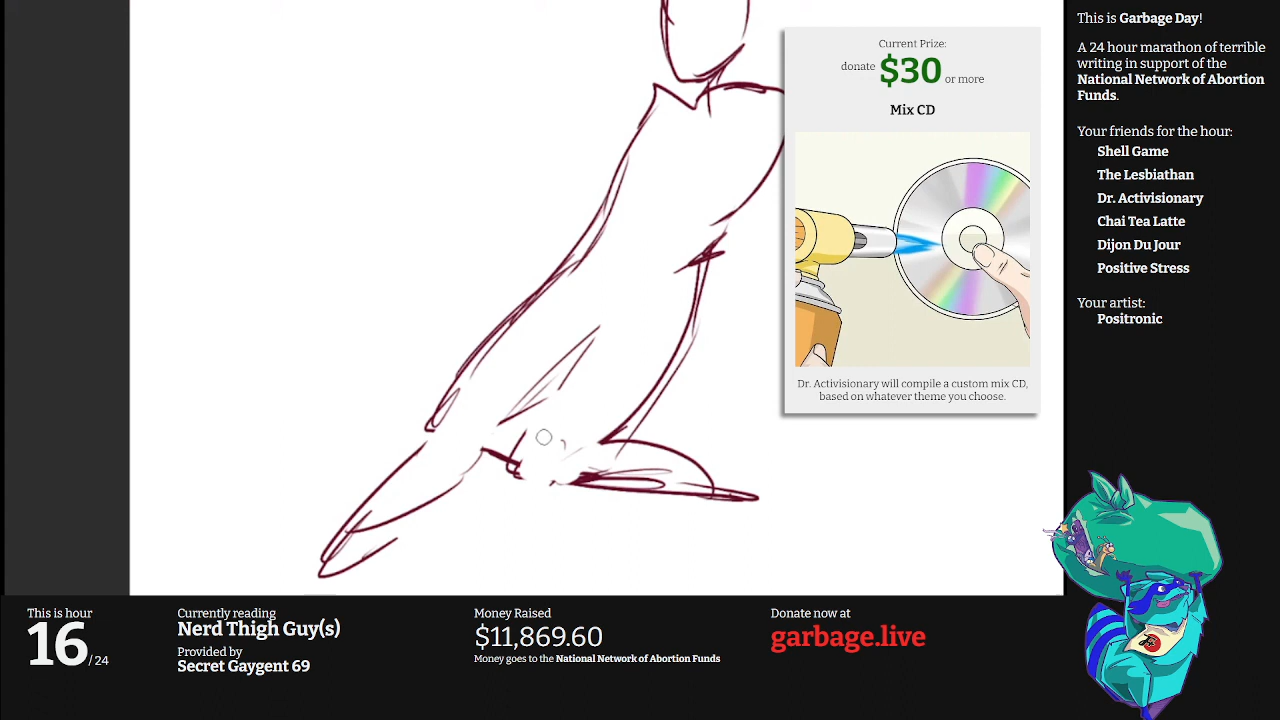 This is Garbage Day!
A 24 hour marathon of terrible
writing in support of the
National Network of Abortion
Funds.
Your friends for the hour:
Shell Game
The Lesbiathan
Dr. Activisionary
Chai Tea Latte
Dijon Du Jour
Positive Stress
Your artist:
Positronic
Current Prize:
donate $30 or more
Mix CD
Dr. Activisionary will compile a custom mix CD,
based on whatever theme you choose.
This is hour
16/24
Currently reading
Nerd Thigh Guy(s)
Provided by
Secret Gaygent 69
Money Raised
$11,869.60
Money goes to the National Network of Abortion Funds
Donate now at
garbage.live